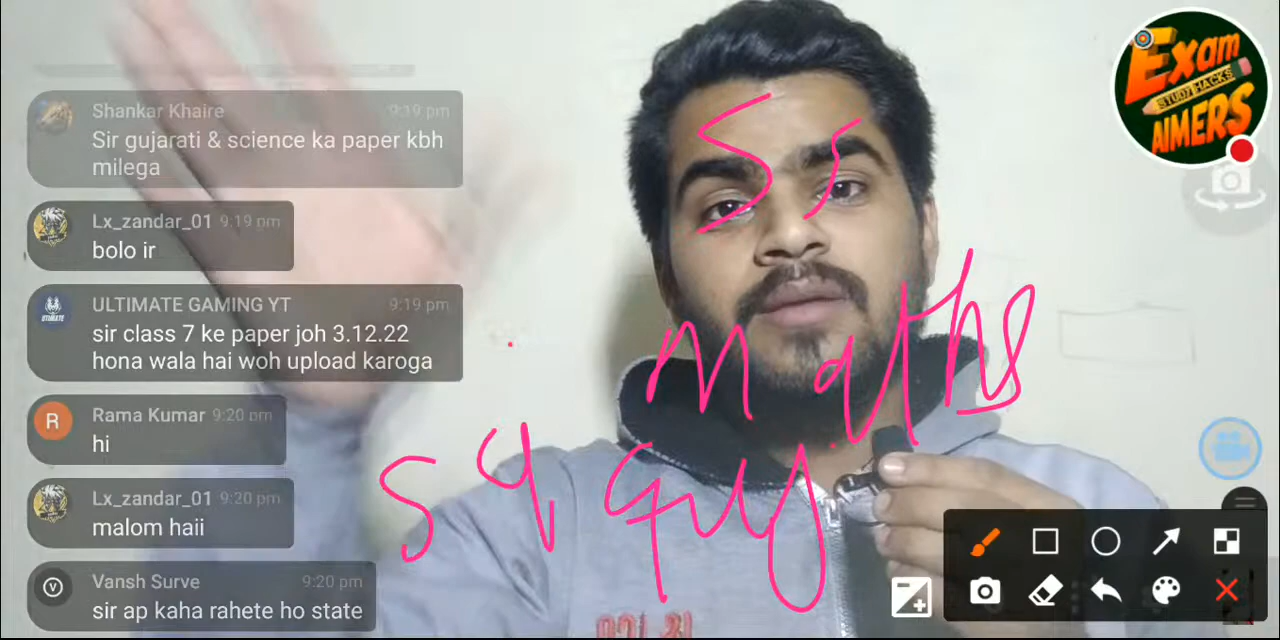 Shankar Khaire 9:19 pm
Sir gujarati & science ka paper kbh
milega
Lx_zandar_01 9:19 pm
bolo ir
ULTIMATE GAMING YT 9:19 pm
sir class 7 ke paper joh 3.12.22
hona wala hai woh upload karoga
R
Rama Kumar 9:20 pm
hi
Lx_zandar_01 9:20 pm
malom haii
V
Vansh Surve 9:20 pm
sir ap kaha rahete ho state
Exam
STUDY HACKS
AIMERS
SS
maths